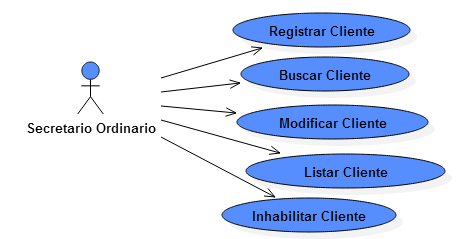 Registrar Cliente
Buscar Cliente
Secretario Ordinario
Modificar Cliente
Listar Cliente
Inhabilitar Cliente